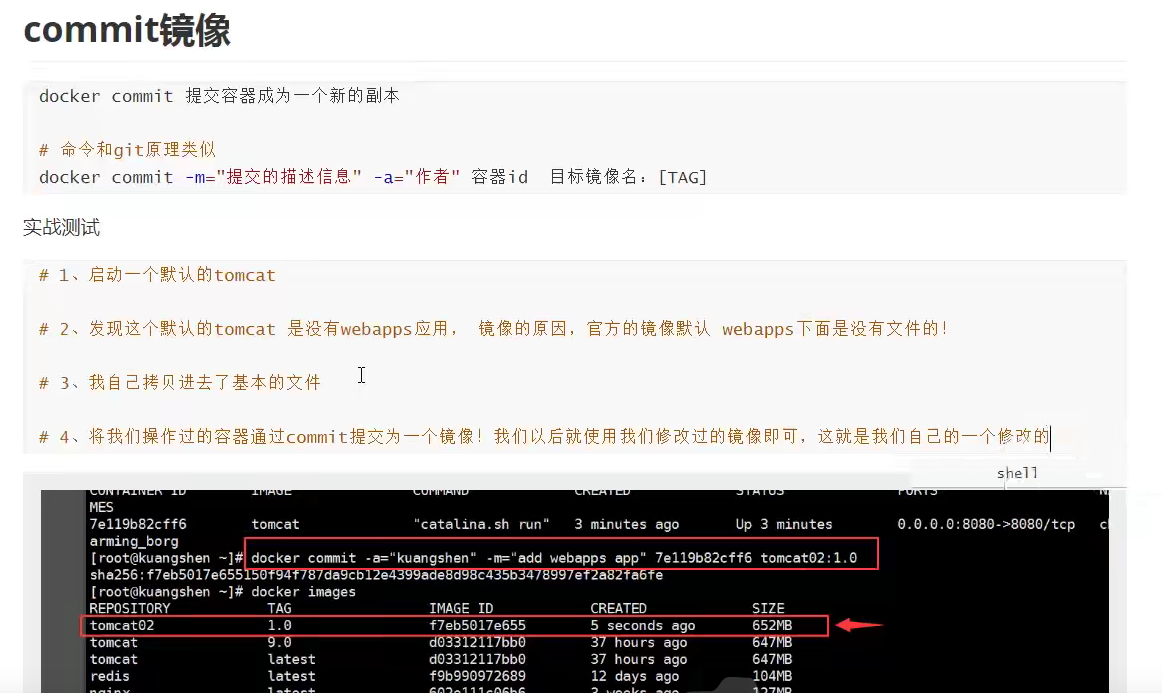 commit镜像
docker commit 提交容器成为一个新的副本
# 命令和git原理类似
docker commit -m="提交的描述信息" -a="作者" 容器id 目标镜像名：[TAG]
实战测试
# 1、启动一个默认的tomcat
# 2、发现这个默认的tomcat 是没有webapps应用， 镜像的原因，官方的镜像默认 webapps下面是没有文件的！
# 3、我自己拷贝进去了基本的文件
# 4、将我们操作过的容器通过commit提交为一个镜像！我们以后就使用我们修改过的镜像即可，这就是我们自己的一个修改的
shell
CONTAINER ID IMAGE COMMAND CREATED STATUS PORTS
MES
7e119b82cff6 tomcat "catalina.sh run" 3 minutes ago Up 3 minutes 0.0.0.0:8080->8080/tcp
arming_borg
[root@kuangshen ~]# docker commit -a="kuangshen" -m="add webapps app" 7e119b82cff6 tomcat02:1.0
sha256:f7eb5017e655150f94f787da9cb12e4399ade8d98c435b3478997ef2a82fa6fe
[root@kuangshen ~]# docker images
REPOSITORY TAG IMAGE ID CREATED SIZE
tomcat02 1.0 f7eb5017e655 5 seconds ago 652MB
tomcat 9.0 d03312117bb0 37 hours ago 647MB
tomcat latest d03312117bb0 37 hours ago 647MB
redis latest f9b990972689 12 days ago 104MB
nginx latest 602e111c06b6 3 weeks ago 127MB